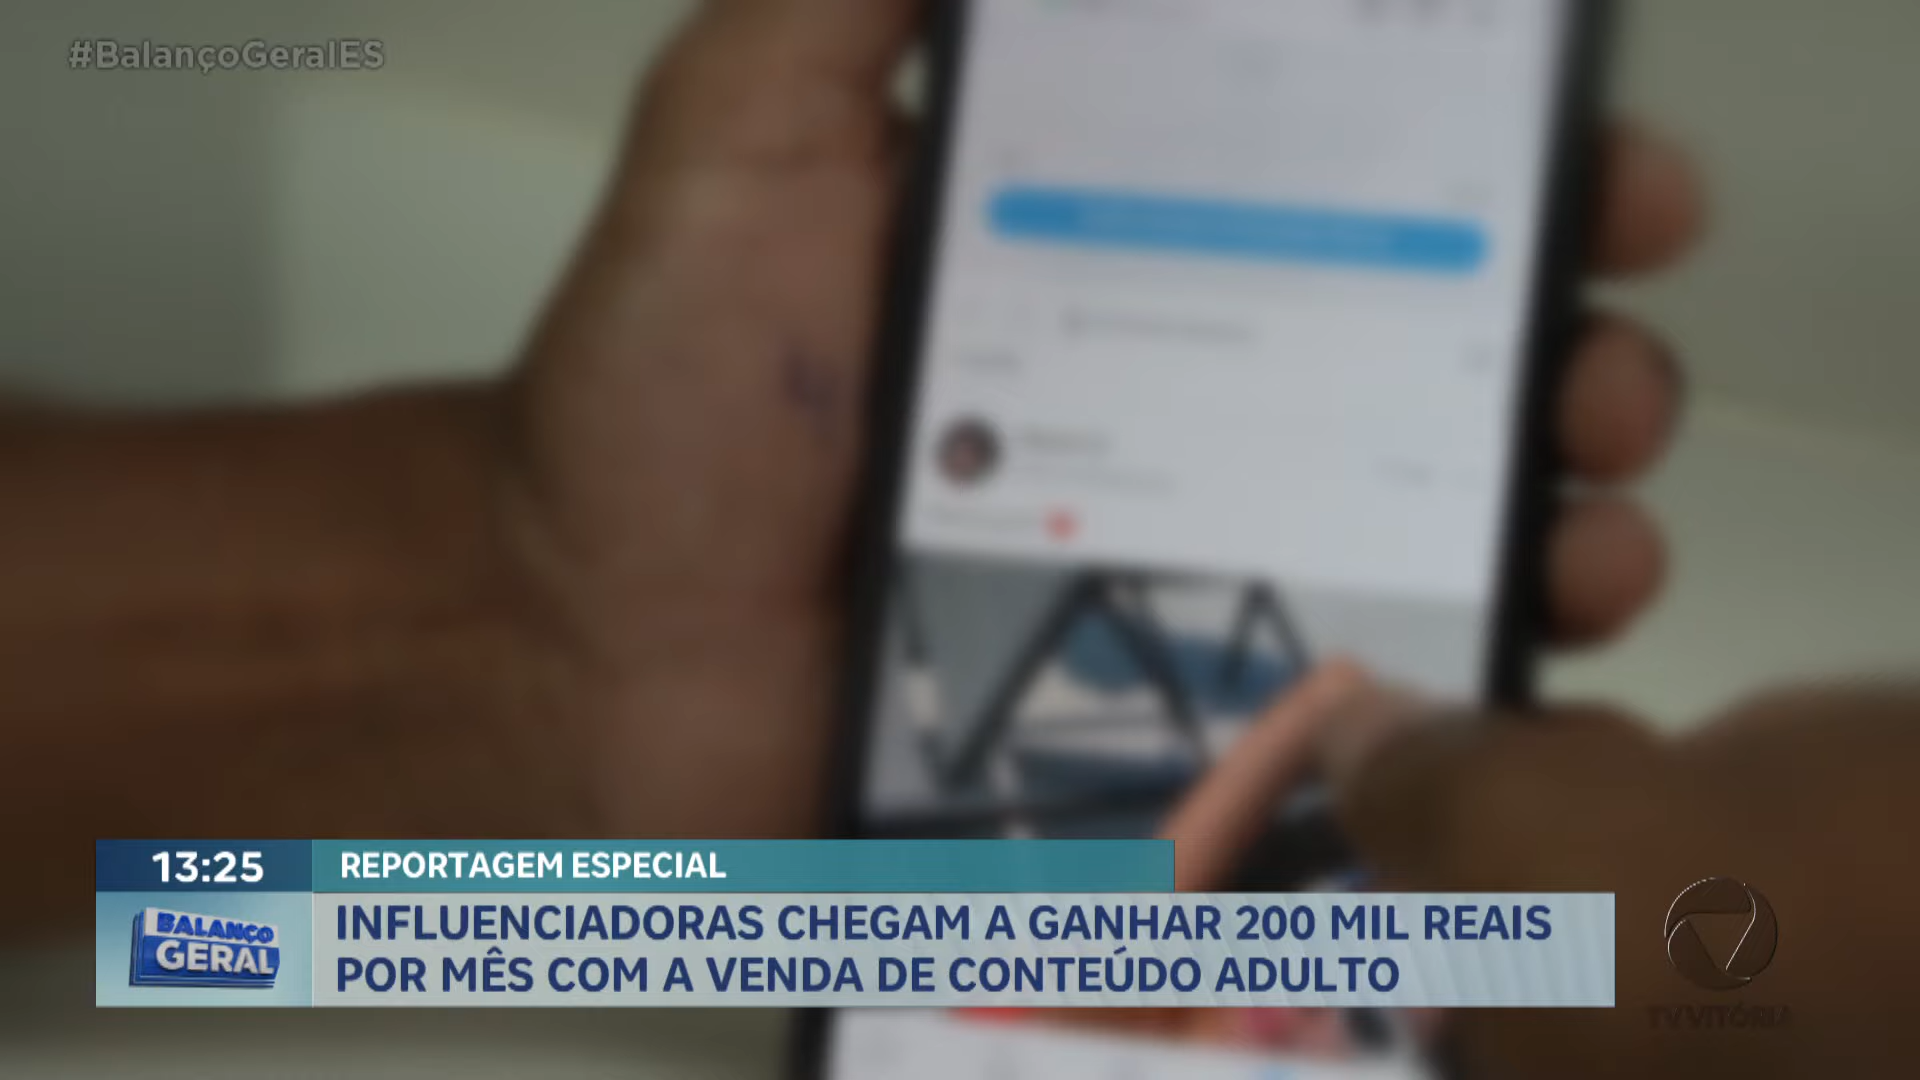 #BalançoGeralES
13:25
REPORTAGEM ESPECIAL
BALANÇO
GERAL
INFLUENCIADORAS CHEGAM A GANHAR 200 MIL REAIS
POR MÊS COM A VENDA DE CONTEÚDO ADULTO
TV VITÓRIA